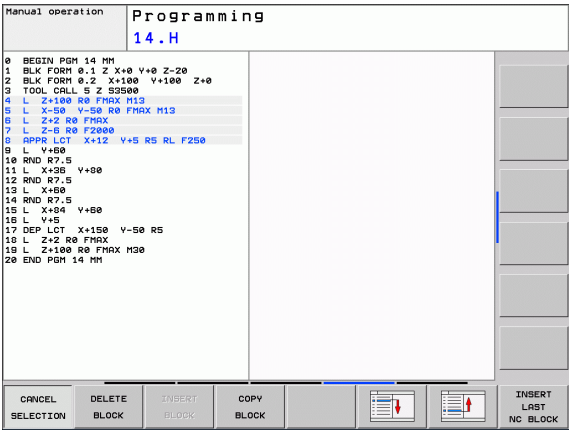 Manual operation
Programming
14.H
0 BEGIN PGM 14 MM
1 BLK FORM 0.1 Z X+0 Y+0 Z-20
2 BLK FORM 0.2 X+100 Y+100 Z+0
3 TOOL CALL 5 Z S3500
4 L Z+100 R0 FMAX M13
5 L X-50 Y-50 R0 FMAX M13
6 L Z+2 R0 FMAX
7 L Z-6 R0 F2000
8 APPR LCT X+12 Y+5 R5 RL F250
9 L Y+60
10 RND R7.5
11 L X+36 Y+80
12 RND R7.5
13 L X+60
14 RND R7.5
15 L X+84 Y+60
16 L Y+5
17 DEP LCT X+150 Y-50 R5
18 L Z+2 R0 FMAX
19 L Z+100 R0 FMAX M30
20 END PGM 14 MM
CANCEL
SELECTION
DELETE
BLOCK
INSERT
BLOCK
COPY
BLOCK
INSERT
LAST
NC BLOCK